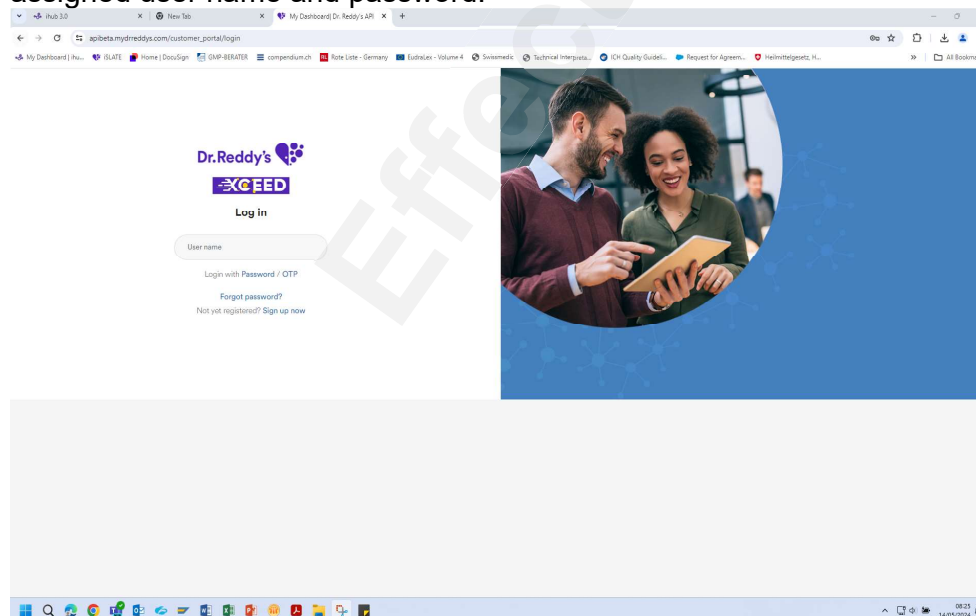 assigned user name and password.
ihub 3.0
New Tab
My Dashboard| Dr. Reddy's API
apibeta.mydrreddys.com/customer_portal/login
My Dashboard | ihu...
iSLATE
Home | DocuSign
GMP-BERATER
compendium.ch
Rote Liste - Germany
EudraLex - Volume 4
Swissmedic
Technical Interpreta...
ICH Quality Guideli...
Request for Agreem...
Heilmittelgesetz, H...
All Bookma
Dr.Reddy's
XCEED
Log in
User name
Login with Password / OTP
Forgot password?
Not yet registered? Sign up now
Effec
08:25
14/05/2024